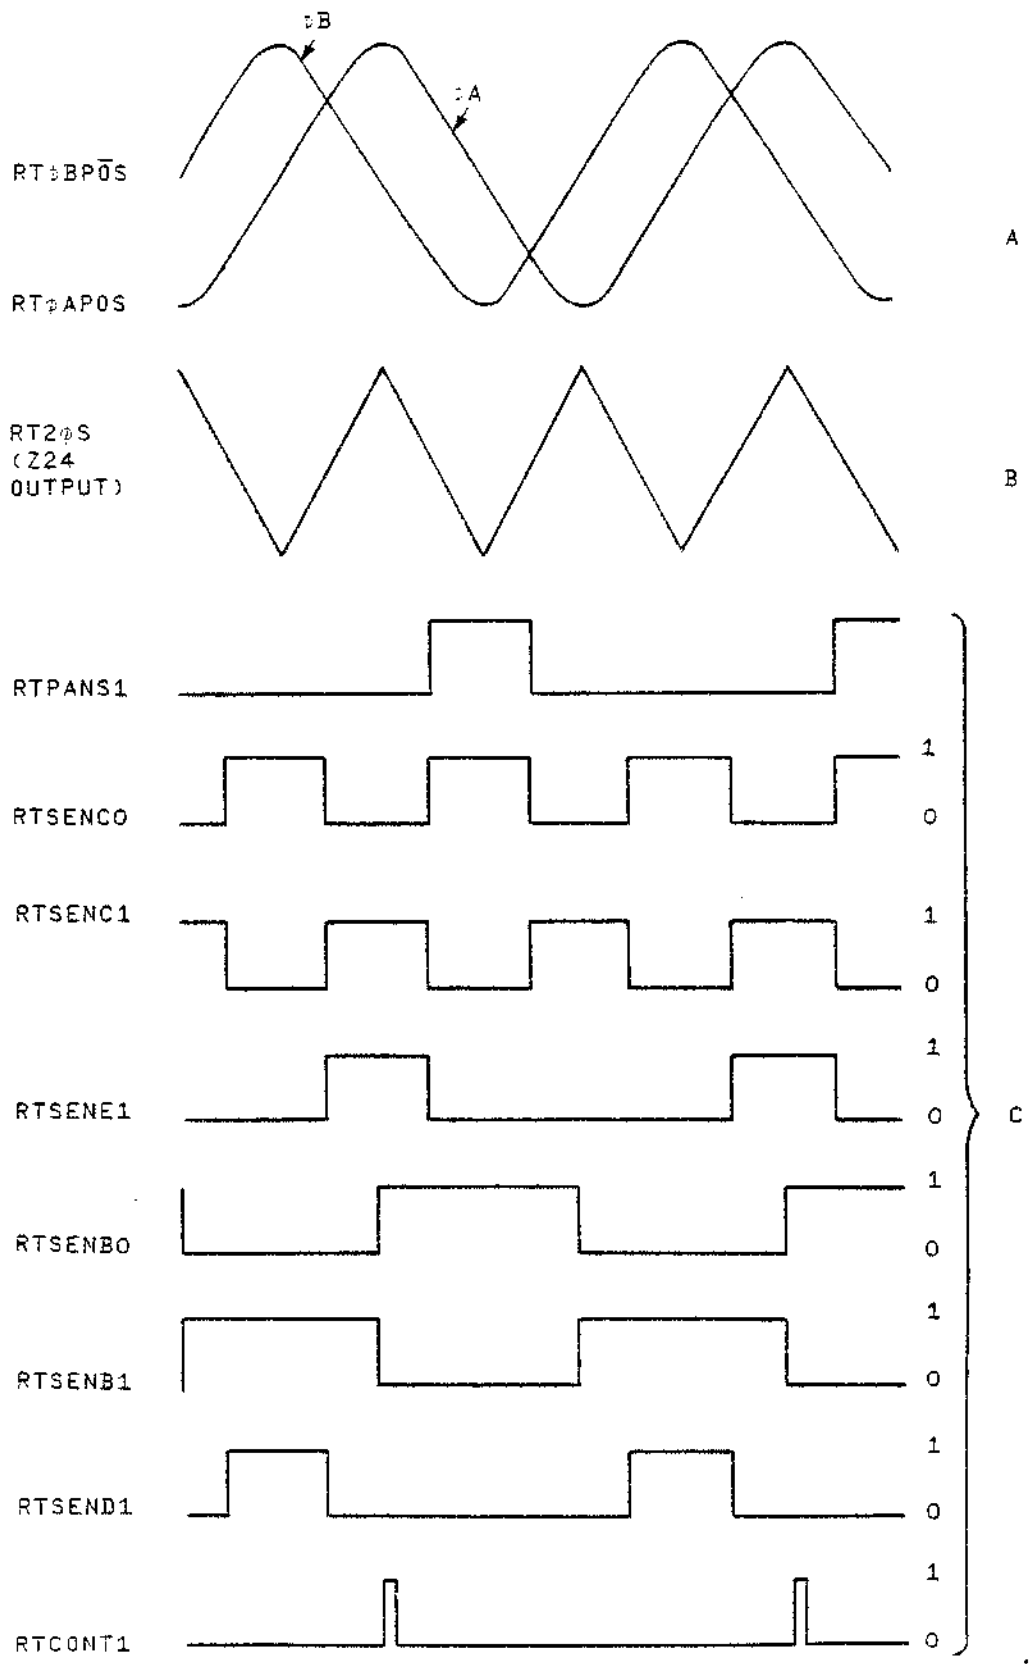 φB
φA
RTφBPO̅S
A
RTφAPOS
RT2φS
(Z24
OUTPUT)
B
RTPANS1
1
RTSENC0
0
RTSENC1
1
0
1
RTSENE1
0
C
1
RTSENB0
0
1
RTSENB1
0
1
RTSEND1
0
1
RTCONT1
0